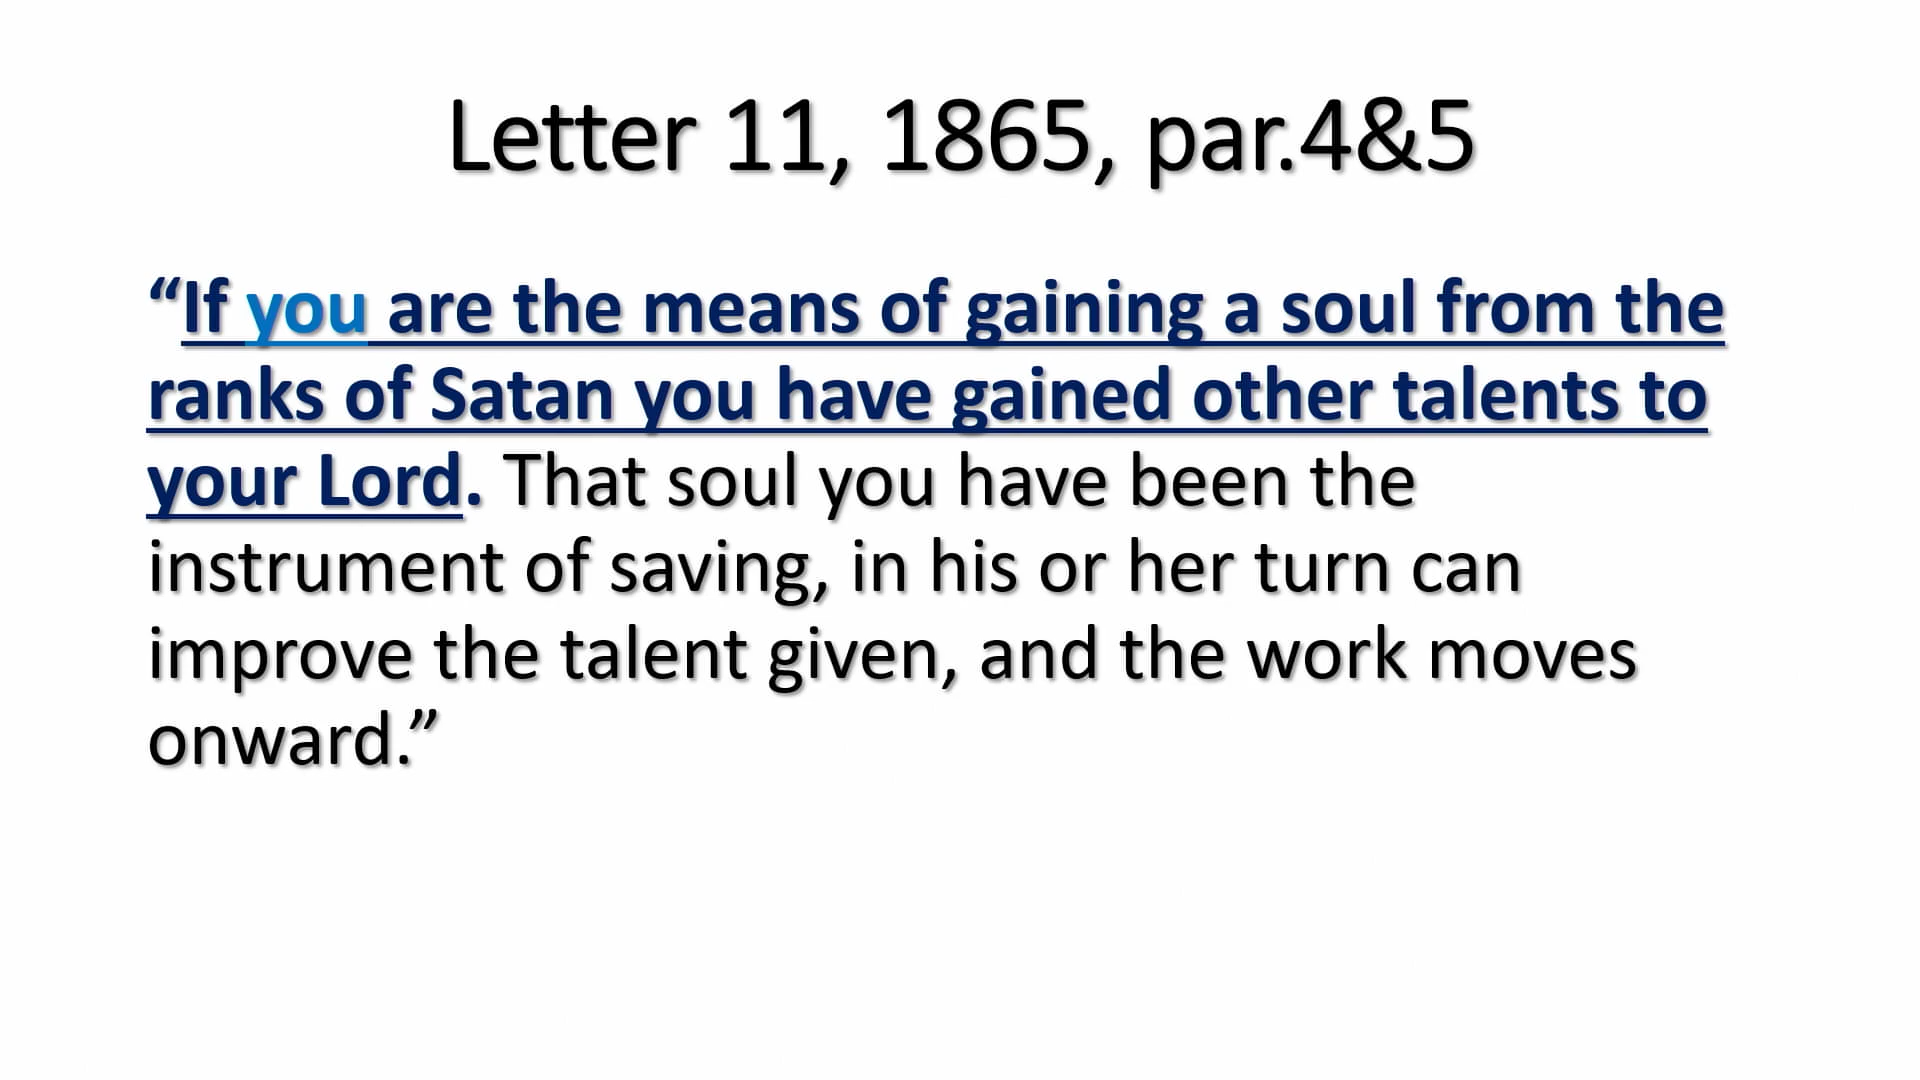 Letter 11, 1865, par.4&5
“If you are the means of gaining a soul from the
ranks of Satan you have gained other talents to
your Lord. That soul you have been the
instrument of saving, in his or her turn can
improve the talent given, and the work moves
onward.”